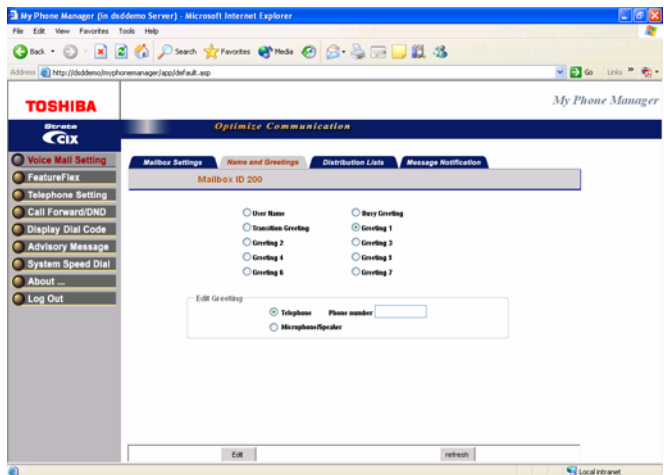 My Phone Manager (in dsddemo Server) - Microsoft Internet Explorer
File Edit View Favorites Tools Help
Back Search Favorites Media
Address http://dsddemo/myphonemanager/app/default.asp Go Links »
TOSHIBA
My Phone Manager
Strata
CIX
Optimize Communication
Voice Mail Setting
FeatureFlex
Telephone Setting
Call Forward/DND
Display Dial Code
Advisory Message
System Speed Dial
About ...
Log Out
Mailbox Settings Name and Greetings Distribution Lists Message Notification
Mailbox ID 200
User Name Busy Greeting
Transition Greeting Greeting 1
Greeting 2 Greeting 3
Greeting 4 Greeting 5
Greeting 6 Greeting 7
Edit Greeting
Telephone Phone number
Microphone/Speaker
Edit refresh
Local intranet